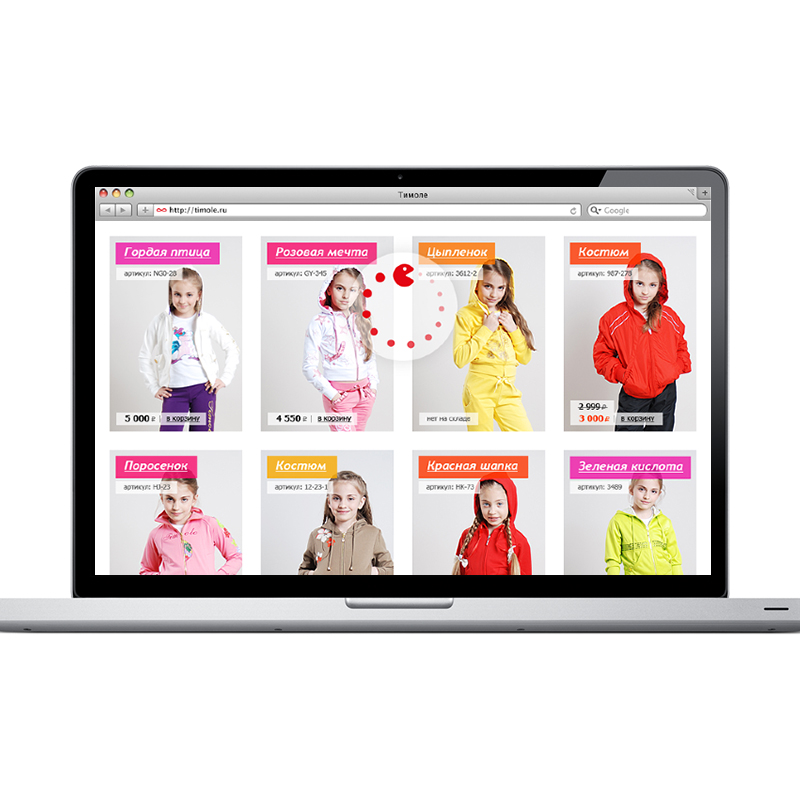 Тимоле
http://timole.ru
Google
Гордая птица
артикул: NG0-28
5 000 ₽ | в корзину
Розовая мечта
артикул: GY-345
4 550 ₽ | в корзину
Цыпленок
артикул: 3612-2
нет на складе
Костюм
артикул: 987-278
2 999 ₽
3 000 ₽ | в корзину
Поросенок
артикул: HJ-23
Костюм
артикул: 12-23-1
Красная шапка
артикул: HK-73
Зеленая кислота
артикул: 3489